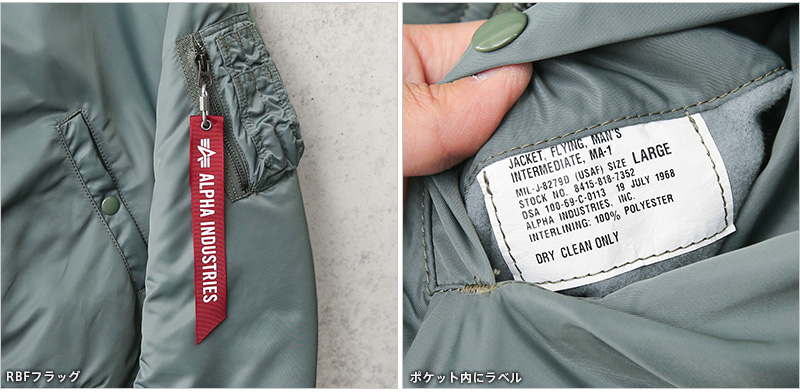 ALPHA INDUSTRIES
RBFフラッグ
JACKET, FLYING, MAN'S
INTERMEDIATE, MA-1
MIL-J-8279D (USAF) SIZE LARGE
STOCK NO. 8415-818-7352
DSA 100-69-C-0113 19 JULY 1968
ALPHA INDUSTRIES, INC.
INTERLINING: 100% POLYESTER
DRY CLEAN ONLY
ポケット内にラベル